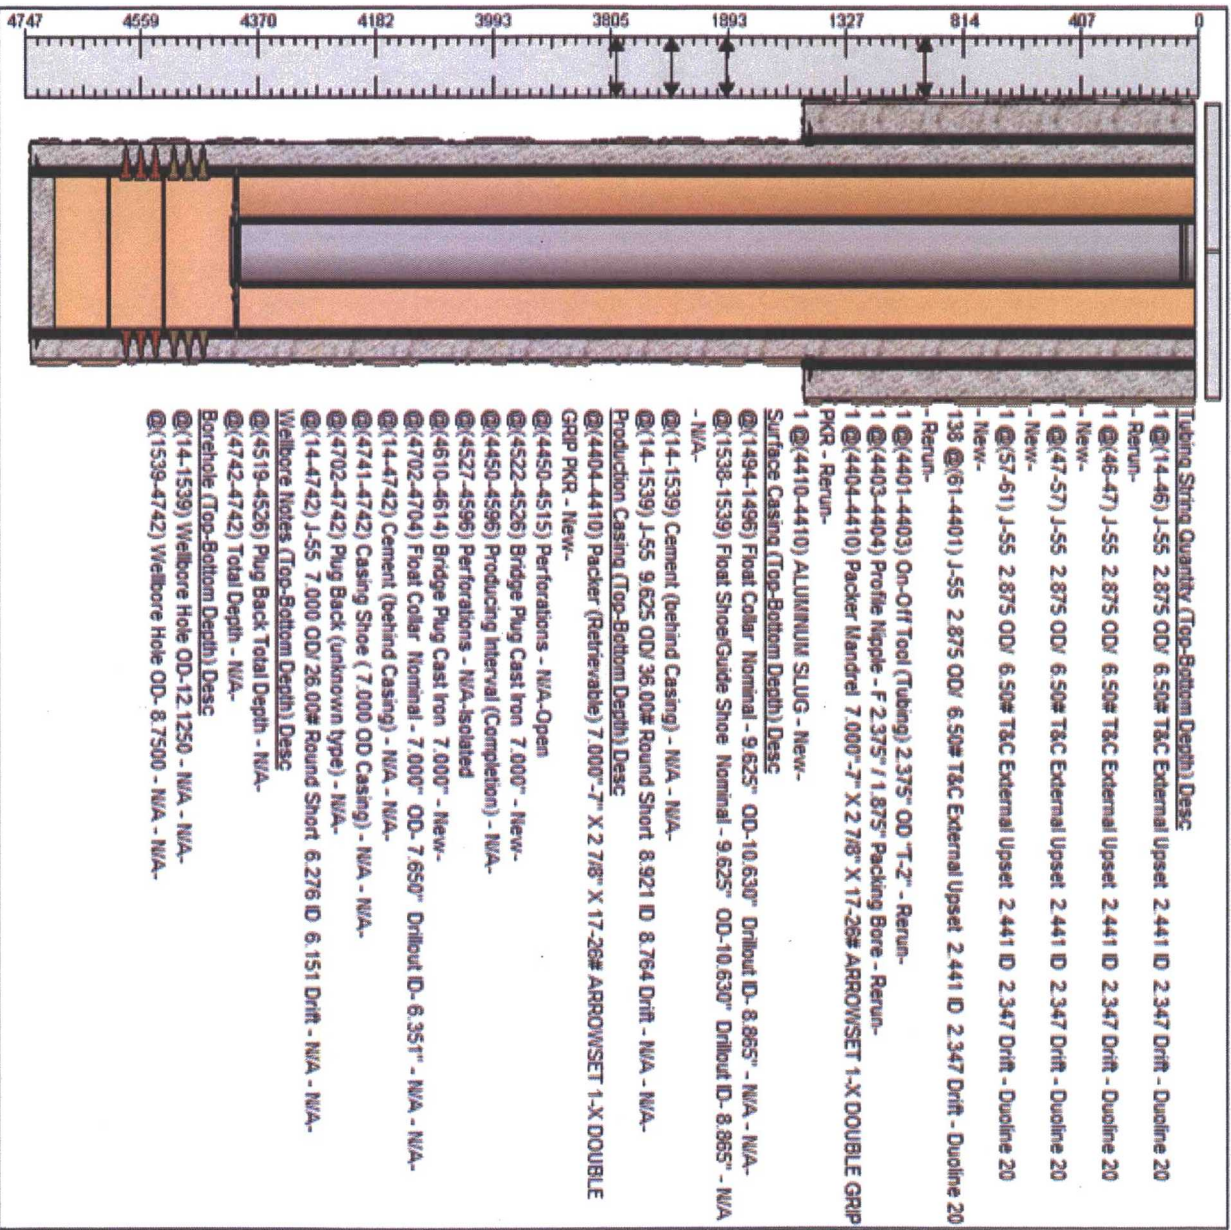 0
407
814
1327
1893
3805
3993
4182
4370
4559
4747
Tubing String Quantity (Top-Bottom Depth) Desc
1 @(14-46) J-55 2.875 OD/ 6.50# T&C External Upset 2.441 ID 2.347 Drift - Duoline 20
- Rerun-
1 @(46-47) J-55 2.875 OD/ 6.50# T&C External Upset 2.441 ID 2.347 Drift - Duoline 20
- New-
1 @(47-57) J-55 2.875 OD/ 6.50# T&C External Upset 2.441 ID 2.347 Drift - Duoline 20
- New-
1 @(57-61) J-55 2.875 OD/ 6.50# T&C External Upset 2.441 ID 2.347 Drift - Duoline 20
- New-
138 @(61-4401) J-55 2.875 OD/ 6.50# T&C External Upset 2.441 ID 2.347 Drift - Duoline 20
- Rerun-
1 @(4401-4403) On-Off Tool (Tubing) 2.375" OD "T-2" - Rerun-
1 @(4403-4404) Profile Nipple - F 2.375" / 1.875" Packing Bore - Rerun-
1 @(4404-4410) Packer Mandrel 7.000"-7" X 2 7/8" X 17-26# ARROWSET 1-X DOUBLE GRIP
PKR - Rerun-
1 @(4410-4410) ALUMINUM SLUG - New-
Surface Casing (Top-Bottom Depth) Desc
@(1494-1496) Float Collar Nominal - 9.625" OD-10.630" Drillout ID- 8.865" - N/A - N/A-
@(1538-1539) Float Shoe/Guide Shoe Nominal - 9.625" OD-10.630" Drillout ID- 8.865" - N/A
- N/A-
@(14-1539) Cement (behind Casing) - N/A - N/A-
@(14-1539) J-55 9.625 OD/ 36.00# Round Short 8.921 ID 8.764 Drift - N/A - N/A-
Production Casing (Top-Bottom Depth) Desc
@(4404-4410) Packer (Retrievable) 7.000"-7" X 2 7/8" X 17-26# ARROWSET 1-X DOUBLE
GRIP PKR - New-
@(4450-4515) Perforations - N/A-Open
@(4522-4526) Bridge Plug Cast Iron 7.000" - New-
@(4450-4596) Producing Interval (Completion) - N/A-
@(4527-4596) Perforations - N/A-Isolated
@(4610-4614) Bridge Plug Cast Iron 7.000" - New-
@(4702-4704) Float Collar Nominal - 7.000" OD- 7.650" Drillout ID- 6.351" - N/A - N/A-
@(14-4742) Cement (behind Casing) - N/A - N/A-
@(4741-4742) Casing Shoe ( 7.000 OD Casing) - N/A - N/A-
@(4702-4742) Plug Back (unknown type) - N/A-
@(14-4742) J-55 7.000 OD/ 26.00# Round Short 6.276 ID 6.151 Drift - N/A - N/A-
Wellbore Notes (Top-Bottom Depth) Desc
@(4519-4526) Plug Back Total Depth - N/A-
@(4742-4742) Total Depth - N/A-
Borehole (Top-Bottom Depth) Desc
@(14-1539) Wellbore Hole OD-12.1250 - N/A - N/A-
@(1539-4742) Wellbore Hole OD- 8.7500 - N/A - N/A-